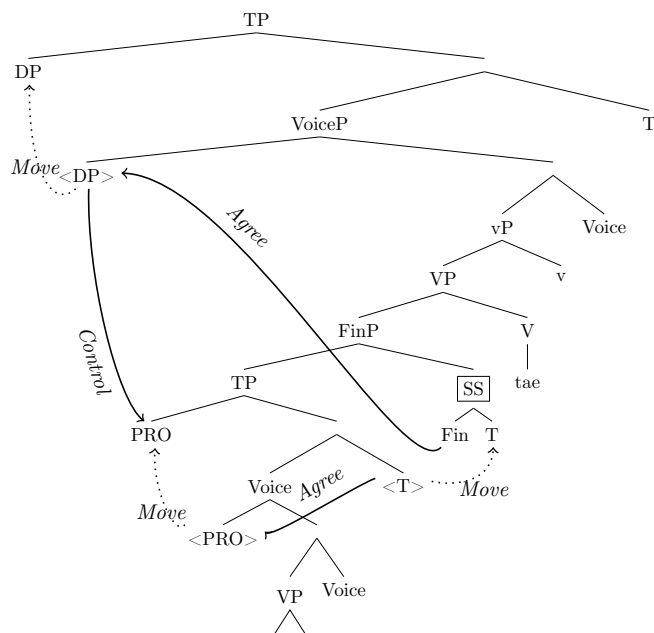 TP
DP
T
VoiceP
Move
<DP>
Agree
vP
Voice
VP
v
Control
FinP
V
TP
SS
tae
PRO
Fin
T
Voice
Agree
<T>
Move
Move
<PRO>
VP
Voice